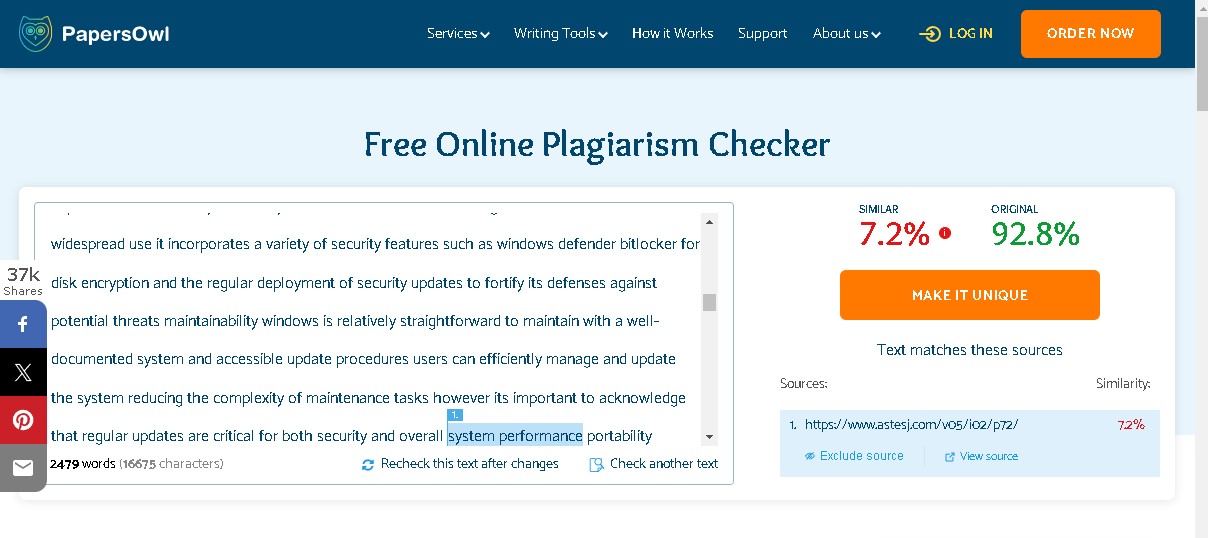 PapersOwl
Services
Writing Tools
How it Works
Support
About us
LOG IN
ORDER NOW
Free Online Plagiarism Checker
widespread use it incorporates a variety of security features such as windows defender bitlocker for
disk encryption and the regular deployment of security updates to fortify its defenses against
potential threats maintainability windows is relatively straightforward to maintain with a well-
documented system and accessible update procedures users can efficiently manage and update
the system reducing the complexity of maintenance tasks however its important to acknowledge
1.
that regular updates are critical for both security and overall system performance portability
2479 words (16675 characters)
Recheck this text after changes
Check another text
37k
Shares
SIMILAR
7.2%
ORIGINAL
92.8%
MAKE IT UNIQUE
Text matches these sources
Sources:
Similarity:
1. https://www.astesj.com/v05/i02/p72/
7.2%
Exclude source
View source